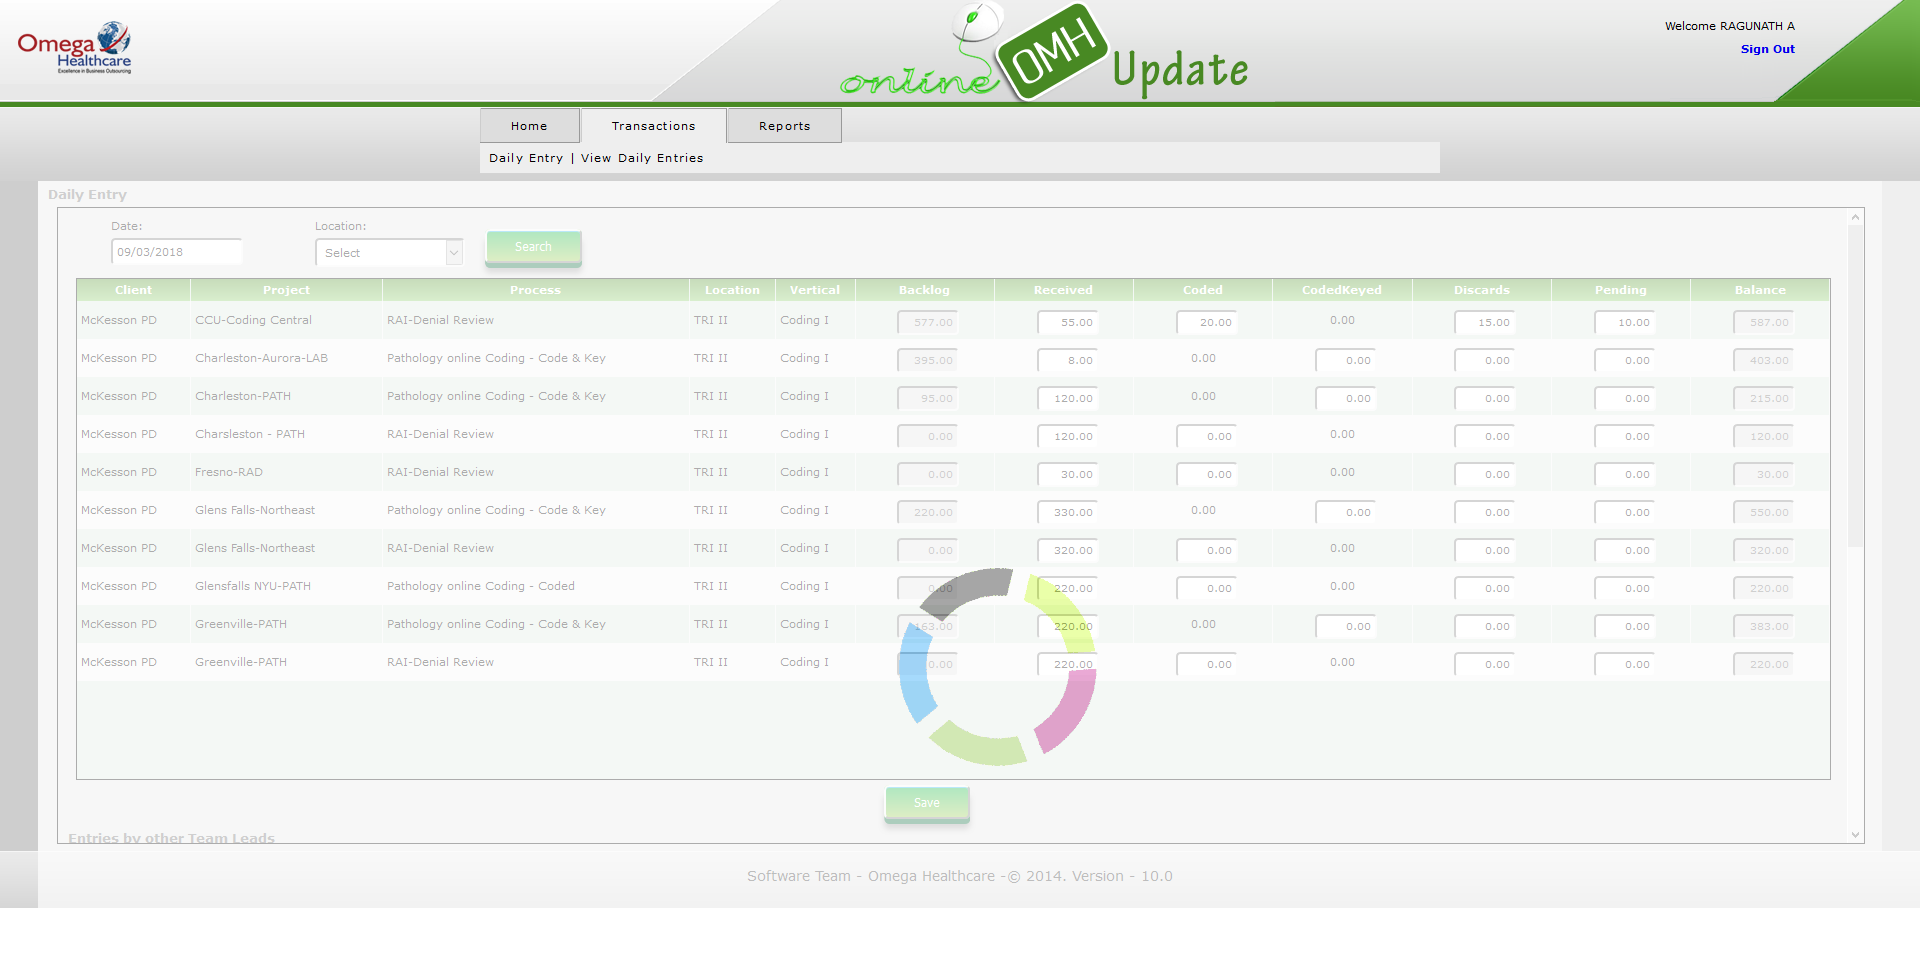 Omega
Healthcare
Excellence in Business Outsourcing
online OMH Update
Welcome RAGUNATH A
Sign Out
Home Transactions Reports
Daily Entry | View Daily Entries
Daily Entry
Date: Location:
09/03/2018 Select Search
Client Project Process Location Vertical Backlog Received Coded CodedKeyed Discards Pending Balance
McKesson PD CCU-Coding Central RAI-Denial Review TRI II Coding I 577.00 55.00 20.00 0.00 15.00 10.00 587.00
McKesson PD Charleston-Aurora-LAB Pathology online Coding - Code & Key TRI II Coding I 395.00 8.00 0.00 0.00 0.00 0.00 403.00
McKesson PD Charleston-PATH Pathology online Coding - Code & Key TRI II Coding I 95.00 120.00 0.00 0.00 0.00 0.00 215.00
McKesson PD Charsleston - PATH RAI-Denial Review TRI II Coding I 0.00 120.00 0.00 0.00 0.00 0.00 120.00
McKesson PD Fresno-RAD RAI-Denial Review TRI II Coding I 0.00 30.00 0.00 0.00 0.00 0.00 30.00
McKesson PD Glens Falls-Northeast Pathology online Coding - Code & Key TRI II Coding I 220.00 330.00 0.00 0.00 0.00 0.00 550.00
McKesson PD Glens Falls-Northeast RAI-Denial Review TRI II Coding I 0.00 320.00 0.00 0.00 0.00 0.00 320.00
McKesson PD Glensfalls NYU-PATH Pathology online Coding - Coded TRI II Coding I 0.00 220.00 0.00 0.00 0.00 0.00 220.00
McKesson PD Greenville-PATH Pathology online Coding - Code & Key TRI II Coding I 163.00 220.00 0.00 0.00 0.00 0.00 383.00
McKesson PD Greenville-PATH RAI-Denial Review TRI II Coding I 0.00 220.00 0.00 0.00 0.00 0.00 220.00
Save
Entries by other Team Leads
Software Team - Omega Healthcare -© 2014. Version - 10.0